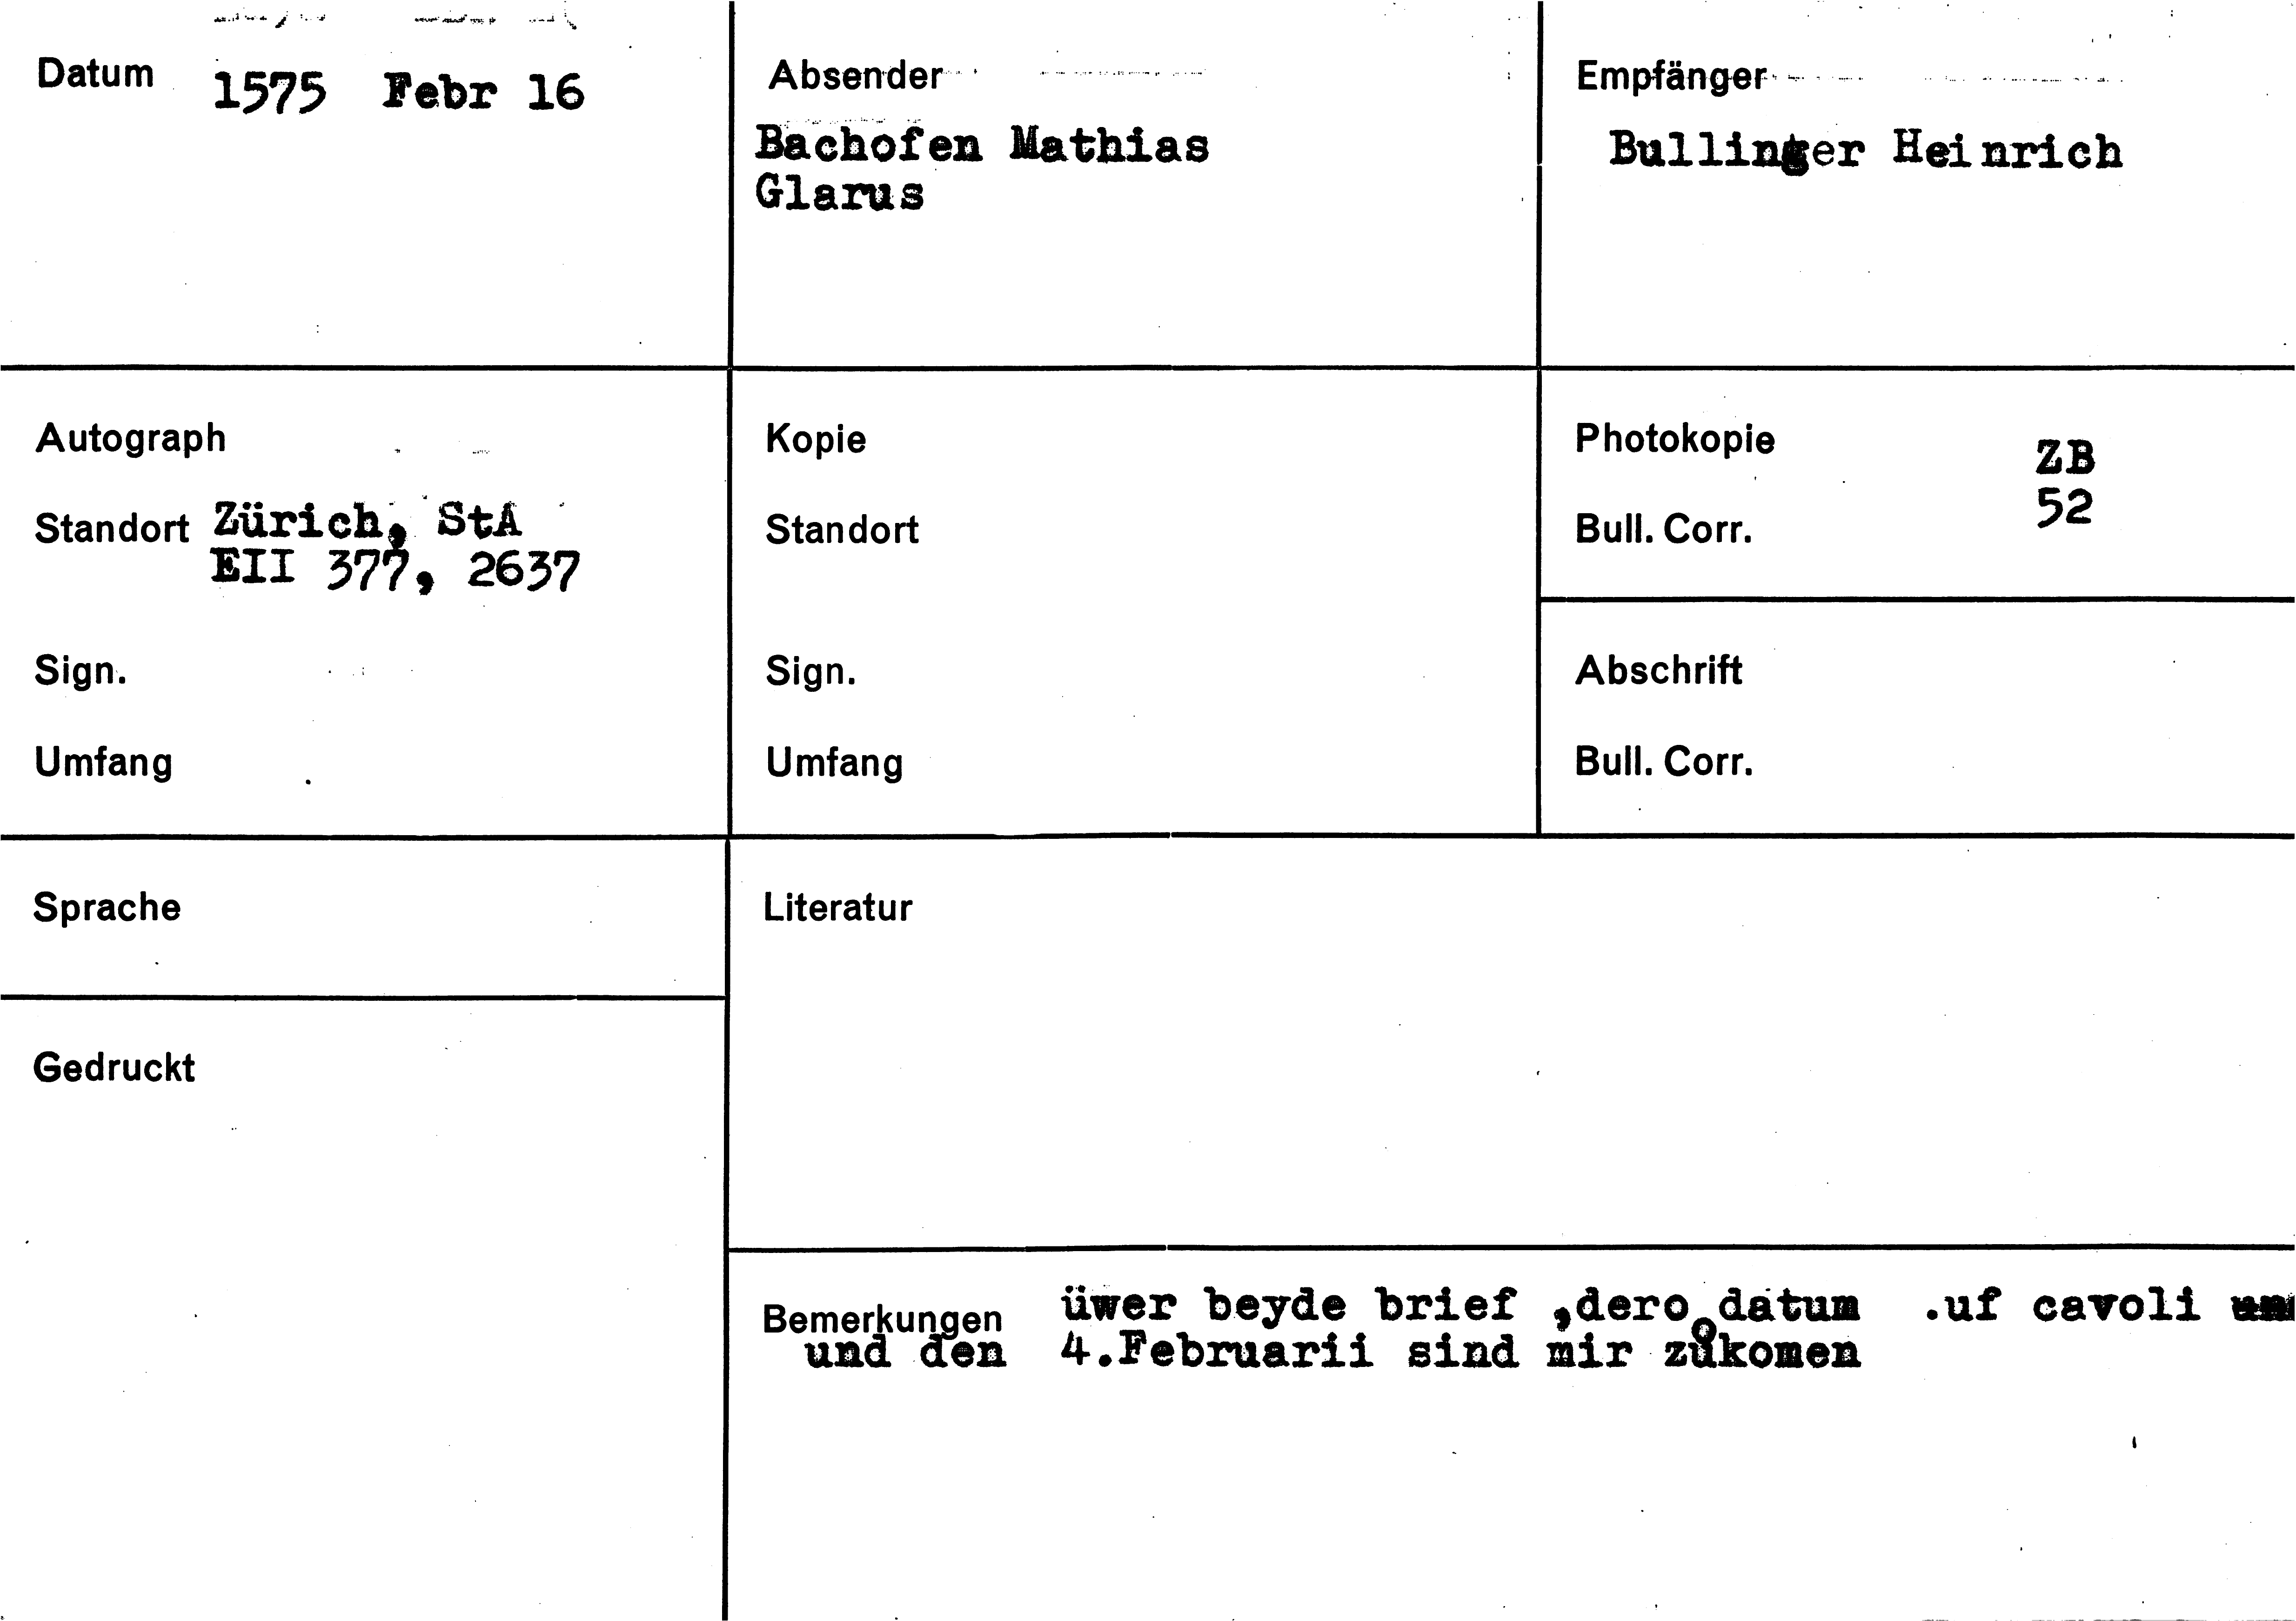 Datum 1575 Febr 16
Absender
Bachofen Mathias
Glarus
Empfänger
Bullinger Heinrich
Autograph
Standort Zürich, StA
EII 377, 2637
Sign.
Umfang
Kopie
Standort
Sign.
Umfang
Photokopie ZB
Bull. Corr. 52
Abschrift
Bull. Corr.
Sprache
Literatur
Gedruckt
Bemerkungen üwer beyde brief ,dero datum .uf cavoli
und den 4.Februarii sind mir zůkomen